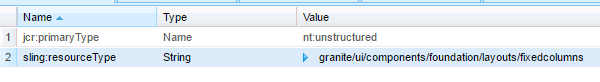 Name Type Value
1 jcr:primaryType Name nt:unstructured
2 sling:resourceType String granite/ui/components/foundation/layouts/fixedcolumns